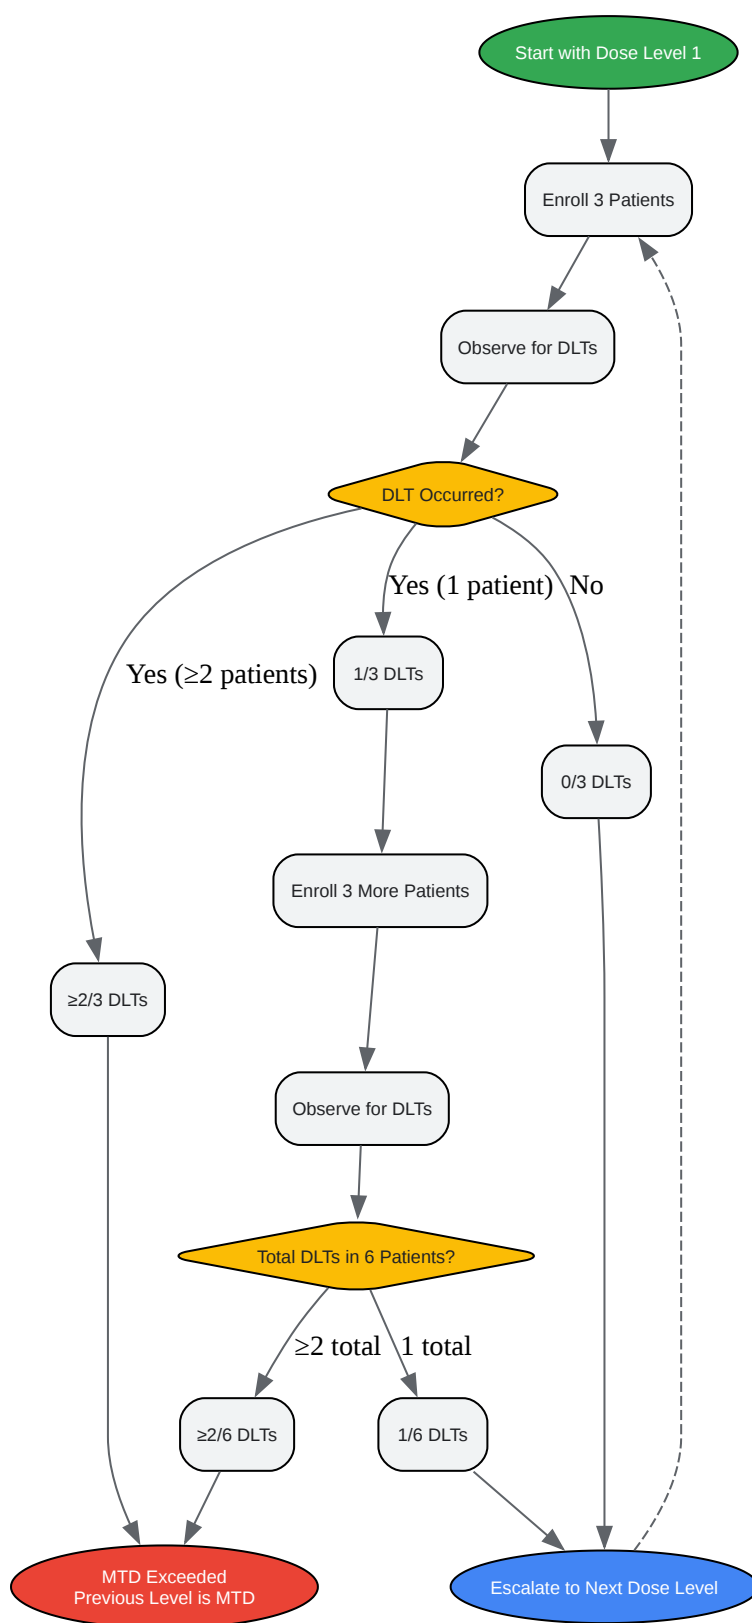 Start with Dose Level 1
Enroll 3 Patients
Observe for DLTs
DLT Occurred?
Yes (1 patient)
No
Yes (≥2 patients)
1/3 DLTs
0/3 DLTs
Enroll 3 More Patients
≥2/3 DLTs
Observe for DLTs
Total DLTs in 6 Patients?
≥2 total
1 total
≥2/6 DLTs
1/6 DLTs
MTD Exceeded
Previous Level is MTD
Escalate to Next Dose Level